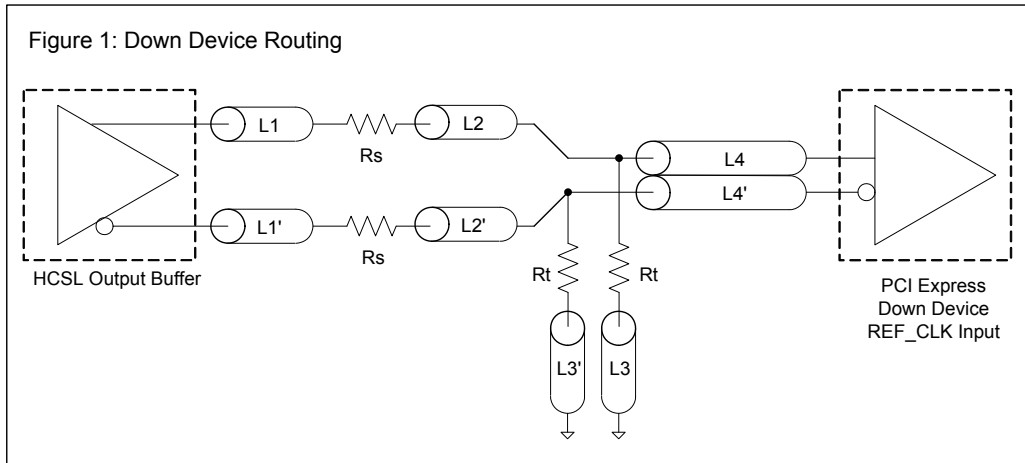 Figure 1: Down Device Routing
L1
Rs
L2
L4
L4'
L1'
Rs
L2'
HCSL Output Buffer
Rt
Rt
L3'
L3
PCI Express
Down Device
REF_CLK Input